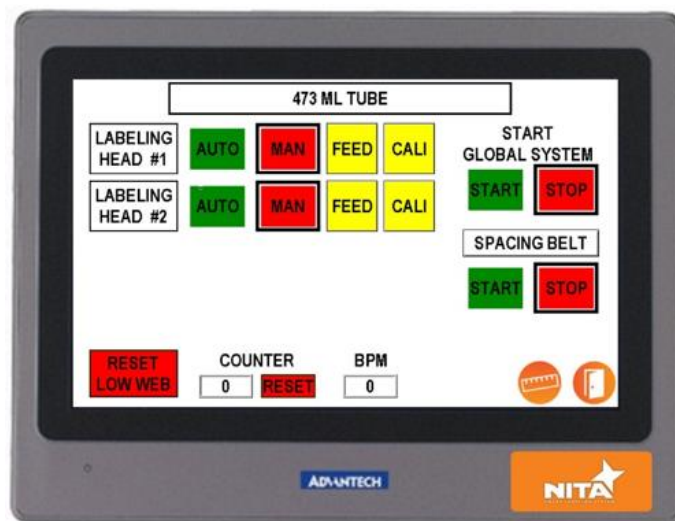 473 ML TUBE
LABELING
HEAD #1
AUTO
MAN
FEED
CALI
START
GLOBAL SYSTEM
START
STOP
LABELING
HEAD #2
AUTO
MAN
FEED
CALI
SPACING BELT
START
STOP
RESET
LOW WEB
COUNTER
0
RESET
BPM
0
ADVANTECH
NITA